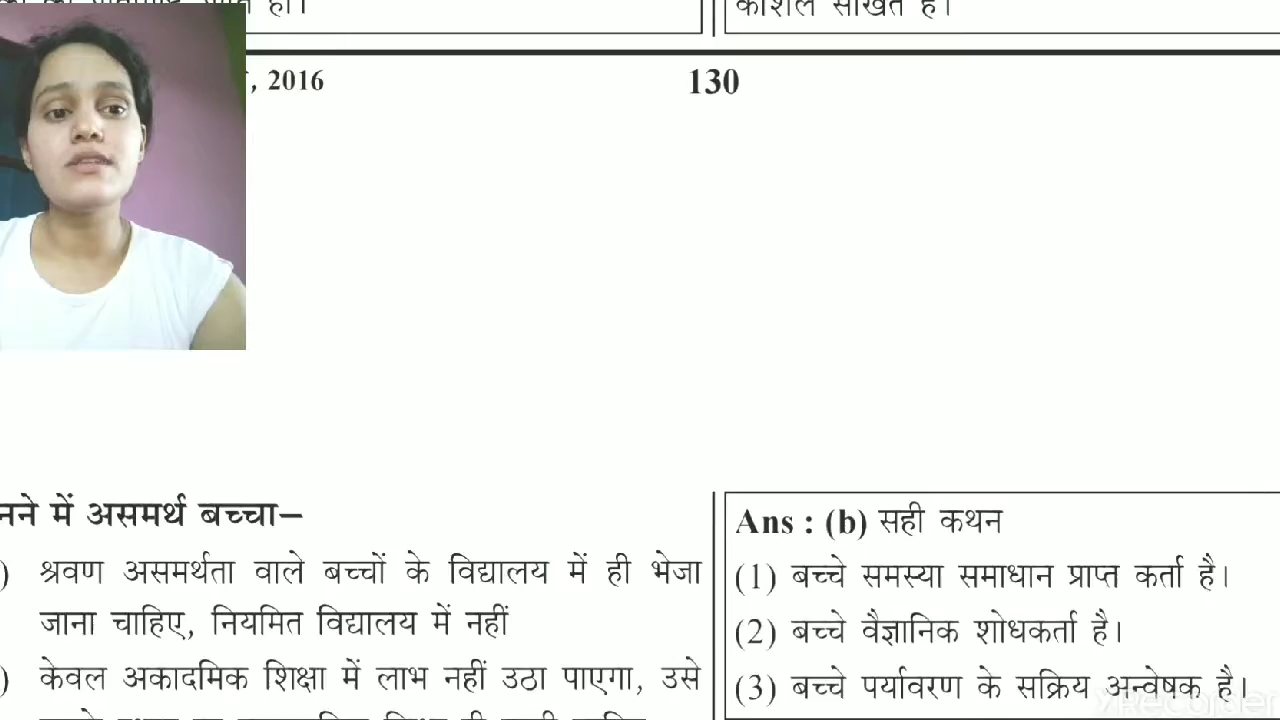 हो।
कौशल सीखते हैं।
, 2016
130
में असमर्थ बच्चा–
) श्रवण असमर्थता वाले बच्चों के विद्यालय में ही भेजा
जाना चाहिए, नियमित विद्यालय में नहीं
) केवल अकादमिक शिक्षा में लाभ नहीं उठा पाएगा, उसे
Ans : (b) सही कथन
(1) बच्चे समस्या समाधान प्राप्त कर्ता है।
(2) बच्चे वैज्ञानिक शोधकर्ता है।
(3) बच्चे पर्यावरण के सक्रिय अन्वेषक है।
XRecorder